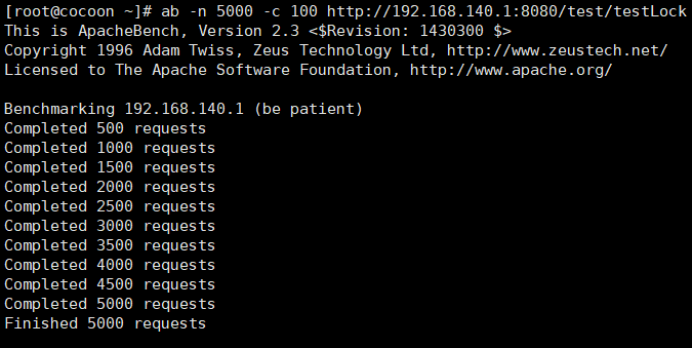 [root@cocoon ~]# ab -n 5000 -c 100 http://192.168.140.1:8080/test/testLock
This is ApacheBench, Version 2.3 <$Revision: 1430300 $>
Copyright 1996 Adam Twiss, Zeus Technology Ltd, http://www.zeustech.net/
Licensed to The Apache Software Foundation, http://www.apache.org/

Benchmarking 192.168.140.1 (be patient)
Completed 500 requests
Completed 1000 requests
Completed 1500 requests
Completed 2000 requests
Completed 2500 requests
Completed 3000 requests
Completed 3500 requests
Completed 4000 requests
Completed 4500 requests
Completed 5000 requests
Finished 5000 requests